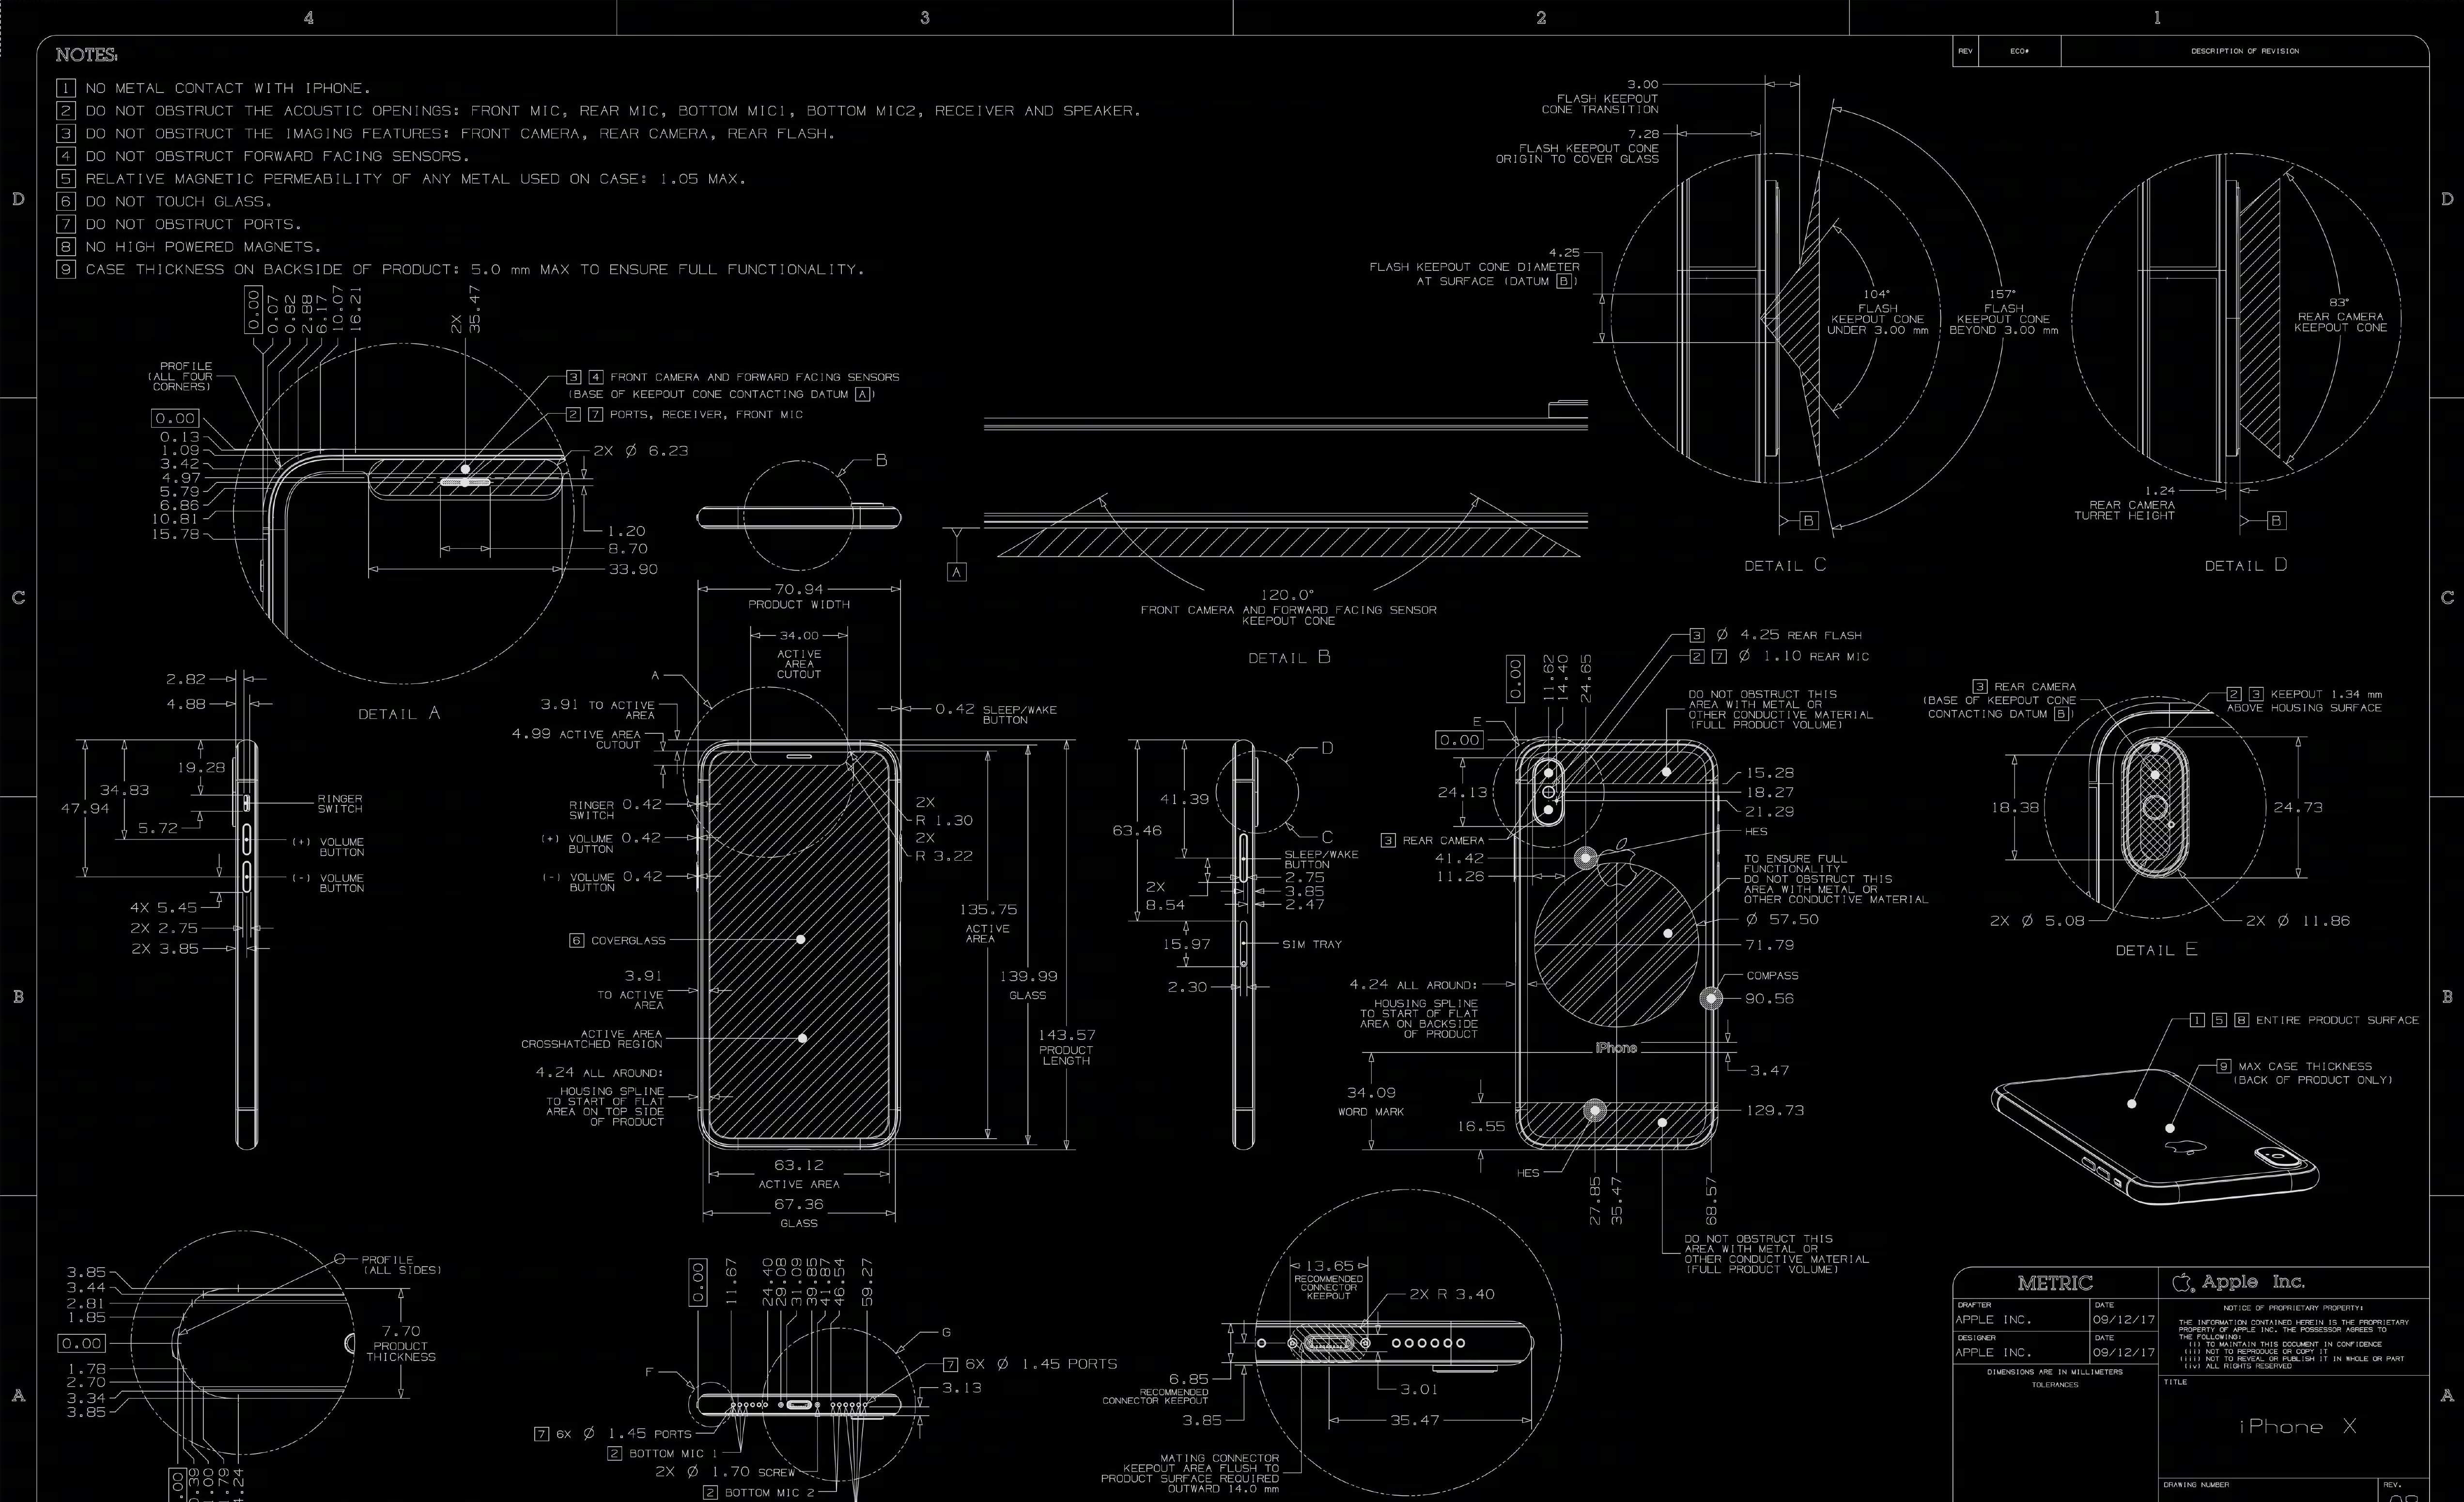 4
3
2
1
NOTES:
1 NO METAL CONTACT WITH IPHONE.
2 DO NOT OBSTRUCT THE ACOUSTIC OPENINGS: FRONT MIC, REAR MIC, BOTTOM MIC1, BOTTOM MIC2, RECEIVER AND SPEAKER.
3 DO NOT OBSTRUCT THE IMAGING FEATURES: FRONT CAMERA, REAR CAMERA, REAR FLASH.
4 DO NOT OBSTRUCT FORWARD FACING SENSORS.
5 RELATIVE MAGNETIC PERMEABILITY OF ANY METAL USED ON CASE: 1.05 MAX.
6 DO NOT TOUCH GLASS.
7 DO NOT OBSTRUCT PORTS.
8 NO HIGH POWERED MAGNETS.
9 CASE THICKNESS ON BACKSIDE OF PRODUCT: 5.0 mm MAX TO ENSURE FULL FUNCTIONALITY.
REV
ECO#
DESCRIPTION OF REVISION
D
D
C
C
B
B
A
A
0.00
0.07
0.82
2.88
6.17
10.07
16.21
2X
35.47
PROFILE
(ALL FOUR
CORNERS)
0.00
0.13
1.09
3.42
4.97
5.79
6.86
10.81
15.78
3 4 FRONT CAMERA AND FORWARD FACING SENSORS
(BASE OF KEEPOUT CONE CONTACTING DATUM A)
2 7 PORTS, RECEIVER, FRONT MIC
2X Ø 6.23
1.20
8.70
33.90
DETAIL A
B
A
120.0°
FRONT CAMERA AND FORWARD FACING SENSOR
KEEPOUT CONE
DETAIL B
3.00
FLASH KEEPOUT
CONE TRANSITION
7.28
FLASH KEEPOUT CONE
ORIGIN TO COVER GLASS
4.25
FLASH KEEPOUT CONE DIAMETER
AT SURFACE (DATUM B)
104°
FLASH
KEEPOUT CONE
UNDER 3.00 mm
157°
FLASH
KEEPOUT CONE
BEYOND 3.00 mm
B
DETAIL C
83°
REAR CAMERA
KEEPOUT CONE
1.24
REAR CAMERA
TURRET HEIGHT
B
DETAIL D
2.82
4.88
19.28
34.83
47.94
5.72
RINGER
SWITCH
(+) VOLUME
BUTTON
(-) VOLUME
BUTTON
4X 5.45
2X 2.75
2X 3.85
70.94
PRODUCT WIDTH
34.00
ACTIVE
AREA
CUTOUT
A
3.91 TO ACTIVE
AREA
4.99 ACTIVE AREA
CUTOUT
0.42 SLEEP/WAKE
BUTTON
RINGER 0.42
SWITCH
(+) VOLUME 0.42
BUTTON
(-) VOLUME 0.42
BUTTON
2X
R 1.30
2X
R 3.22
6 COVERGLASS
3.91
TO ACTIVE
AREA
ACTIVE AREA
CROSSHATCHED REGION
4.24 ALL AROUND:
HOUSING SPLINE
TO START OF FLAT
AREA ON TOP SIDE
OF PRODUCT
135.75
ACTIVE
AREA
139.99
GLASS
143.57
PRODUCT
LENGTH
63.12
ACTIVE AREA
67.36
GLASS
41.39
63.46
D
C
SLEEP/WAKE
BUTTON
2.75
3.85
2.47
2X
8.54
15.97
SIM TRAY
2.30
3 Ø 4.25 REAR FLASH
2 7 Ø 1.10 REAR MIC
0.00
11.62
14.40
24.65
DO NOT OBSTRUCT THIS
AREA WITH METAL OR
OTHER CONDUCTIVE MATERIAL
(FULL PRODUCT VOLUME)
E
0.00
24.13
3 REAR CAMERA
41.42
11.26
15.28
18.27
21.29
HES
TO ENSURE FULL
FUNCTIONALITY
DO NOT OBSTRUCT THIS
AREA WITH METAL OR
OTHER CONDUCTIVE MATERIAL
Ø 57.50
71.79
COMPASS
90.56
4.24 ALL AROUND:
HOUSING SPLINE
TO START OF FLAT
AREA ON BACKSIDE
OF PRODUCT
iPhone
3.47
34.09
WORD MARK
16.55
129.73
HES
27.85
35.47
68.57
DO NOT OBSTRUCT THIS
AREA WITH METAL OR
OTHER CONDUCTIVE MATERIAL
(FULL PRODUCT VOLUME)
3 REAR CAMERA
(BASE OF KEEPOUT CONE
CONTACTING DATUM B)
2 3 KEEPOUT 1.34 mm
ABOVE HOUSING SURFACE
18.38
24.73
2X Ø 5.08
2X Ø 11.86
DETAIL E
1 5 8 ENTIRE PRODUCT SURFACE
9 MAX CASE THICKNESS
(BACK OF PRODUCT ONLY)
PROFILE
(ALL SIDES)
3.85
3.44
2.81
1.85
0.00
1.78
2.70
3.34
3.85
7.70
PRODUCT
THICKNESS
0.00
11.67
24.40
29.08
31.09
39.85
41.87
46.54
59.27
G
F
7 6X Ø 1.45 PORTS
3.13
7 6X Ø 1.45 PORTS
2 BOTTOM MIC 1
2X Ø 1.70 SCREW
2 BOTTOM MIC 2
13.65
RECOMMENDED
CONNECTOR
KEEPOUT
2X R 3.40
6.85
RECOMMENDED
CONNECTOR KEEPOUT
3.85
3.01
35.47
MATING CONNECTOR
KEEPOUT AREA FLUSH TO
PRODUCT SURFACE REQUIRED
OUTWARD 14.0 mm
METRIC
Apple Inc.
DRAFTER
APPLE INC.
DATE
09/12/17
DESIGNER
APPLE INC.
DATE
09/12/17
DIMENSIONS ARE IN MILLIMETERS
TOLERANCES
NOTICE OF PROPRIETARY PROPERTY:
THE INFORMATION CONTAINED HEREIN IS THE PROPRIETARY
PROPERTY OF APPLE INC. THE POSSESSOR AGREES TO
THE FOLLOWING:
(i) TO MAINTAIN THIS DOCUMENT IN CONFIDENCE
(ii) NOT TO REPRODUCE OR COPY IT
(iii) NOT TO REVEAL OR PUBLISH IT IN WHOLE OR PART
(iv) ALL RIGHTS RESERVED
TITLE
iPhone X
DRAWING NUMBER
REV.